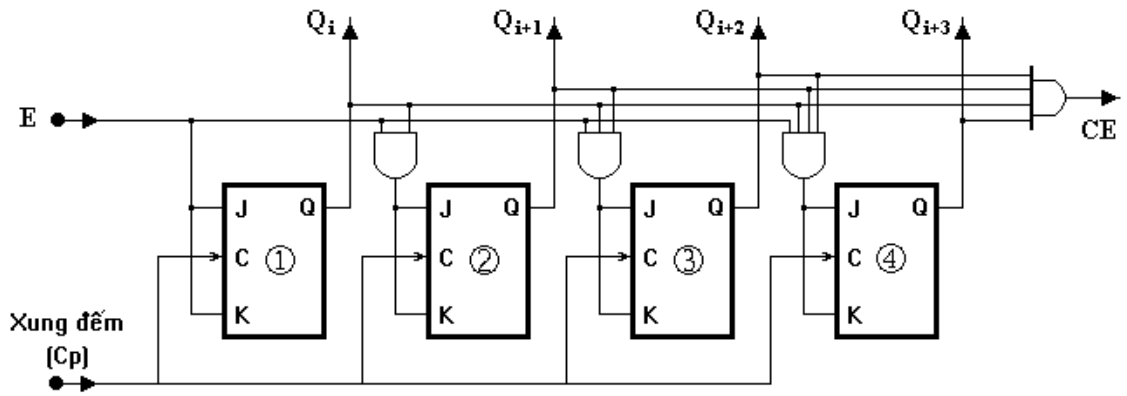 Qi Qi+1 Qi+2 Qi+3
E
CE
J Q J Q J Q J Q
C ① C ② C ③ C ④
K K K K
Xung đếm
(Cp)